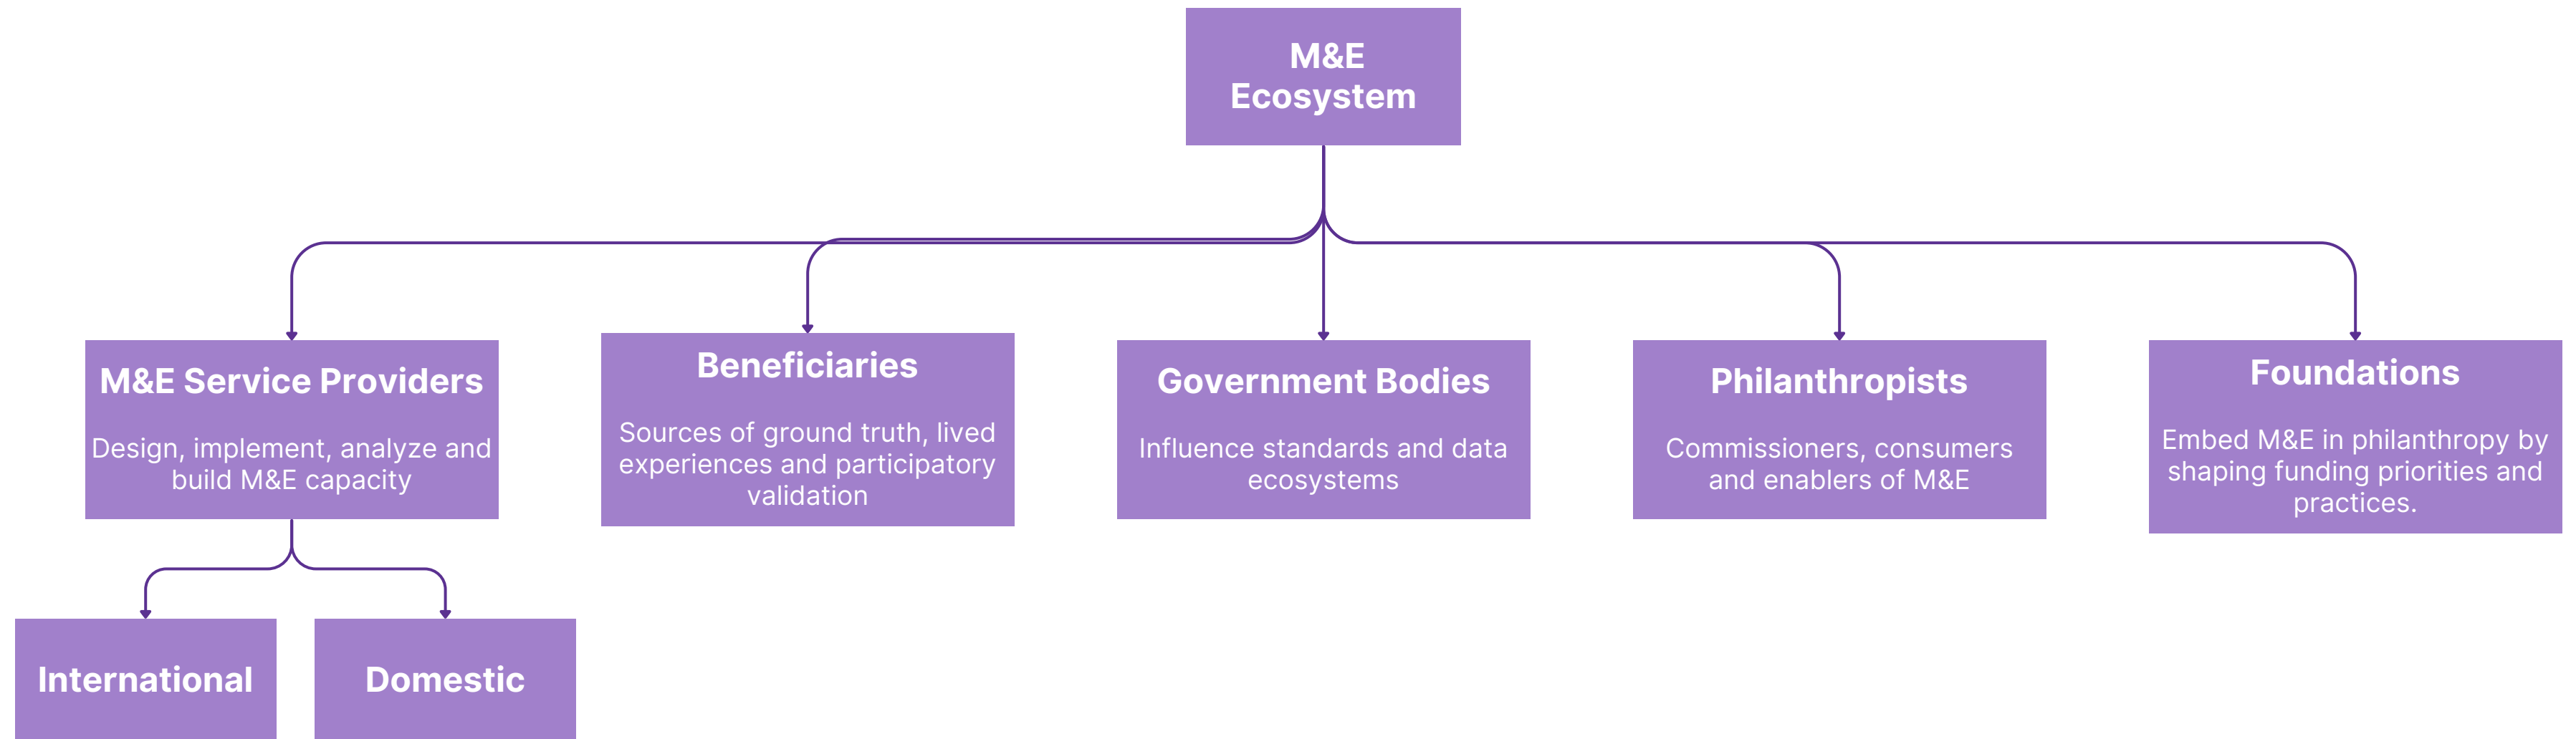 M&E
Ecosystem
M&E Service Providers
Design, implement, analyze and
build M&E capacity
Beneficiaries
Sources of ground truth, lived
experiences and participatory
validation
Government Bodies
Influence standards and data
ecosystems
Philanthropists
Commissioners, consumers
and enablers of M&E
Foundations
Embed M&E in philanthropy by
shaping funding priorities and
practices.
International
Domestic